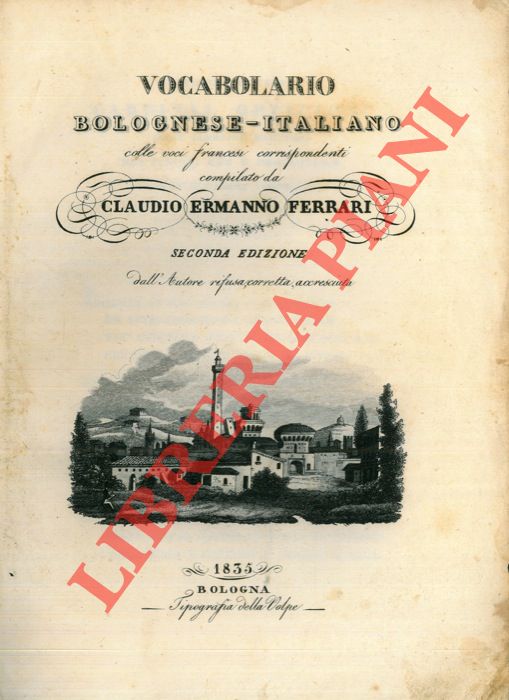 VOCABOLARIO
BOLOGNESE-ITALIANO
colle voci francesi corrispondenti
compilato da
CLAUDIO ERMANNO FERRARI
SECONDA EDIZIONE
dall'Autore rifusa, corretta, accresciuta
LIBRERIA PIANI
1835
BOLOGNA
Tipografia della Volpe